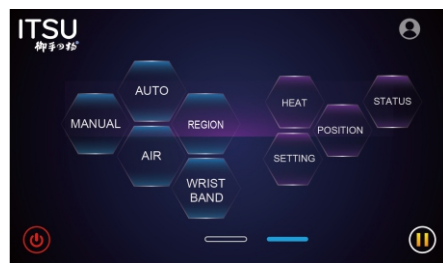 ITSU
御手の物
AUTO
MANUAL
REGION
AIR
WRIST
BAND
HEAT
STATUS
POSITION
SETTING